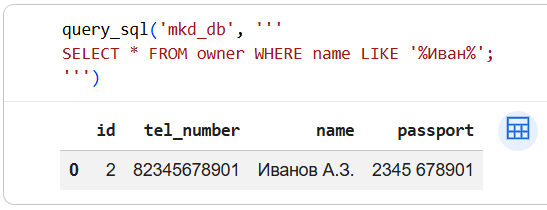 query_sql('mkd_db', '''
SELECT * FROM owner WHERE name LIKE '%Иван%';
''')
id tel_number name passport
0 2 82345678901 Иванов А.З. 2345 678901